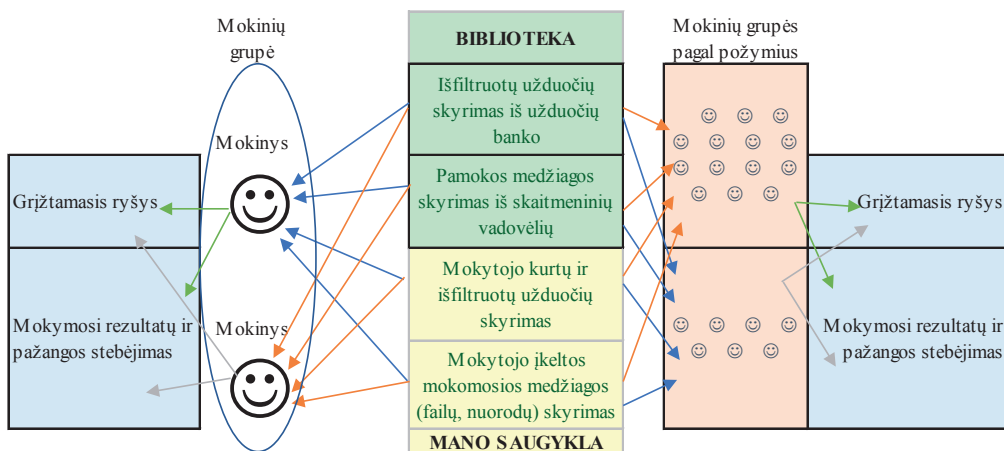 Mokinių
grupė
Mokinys
Mokinys
Grįžtamasis ryšys
Mokymosi rezultatų ir
pažangos stebėjimas
BIBLIOTEKA
Išfiltruotų užduočių
skyrimas iš užduočių
banko
Pamokos medžiagos
skyrimas iš skaitmeninių
vadovėlių
Mokytojo kurtų ir
išfiltruotų užduočių
skyrimas
Mokytojo įkeltos
mokomosios medžiagos
(failų, nuorodų) skyrimas
MANO SAUGYKLA
Mokinių grupės
pagal požymius
Grįžtamasis ryšys
Mokymosi rezultatų ir
pažangos stebėjimas